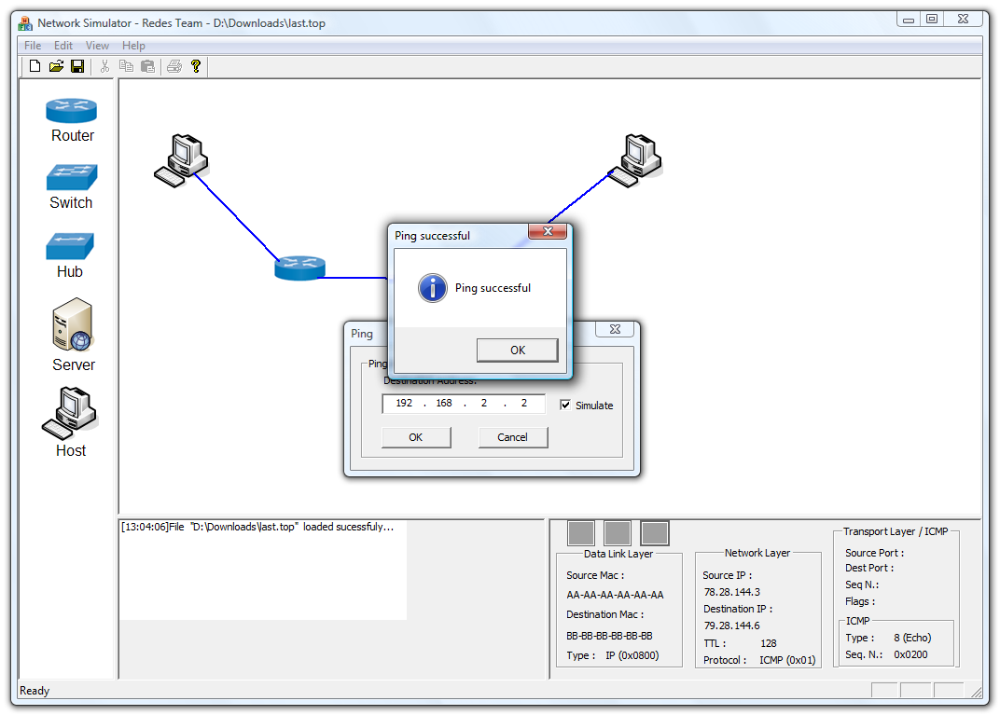 Network Simulator - Redes Team - D:\Downloads\last.top
File Edit View Help
Router
Switch
Hub
Server
Host
Ping successful
Ping successful
OK
Ping
Ping
Destination Address:
192 . 168 . 2 . 2
Simulate
OK Cancel
[13:04:06]File "D:\Downloads\last.top" loaded sucessfuly...
Data Link Layer
Source Mac :
AA-AA-AA-AA-AA-AA
Destination Mac :
BB-BB-BB-BB-BB-BB
Type : IP (0x0800)
Network Layer
Source IP :
78.28.144.3
Destination IP :
79.28.144.6
TTL : 128
Protocol : ICMP (0x01)
Transport Layer / ICMP
Source Port :
Dest Port :
Seq N.:
Flags :
ICMP
Type : 8 (Echo)
Seq. N.: 0x0200
Ready